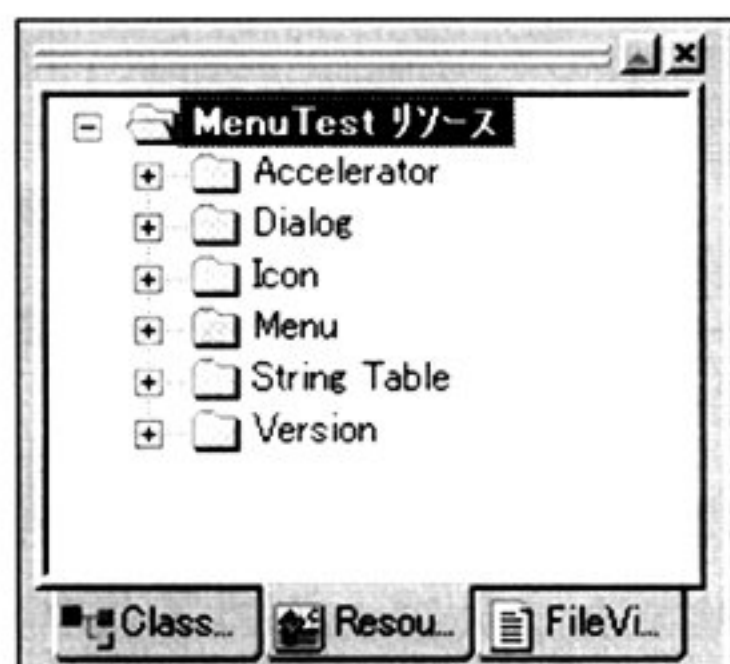 MenuTest リソース
Accelerator
Dialog
Icon
Menu
String Table
Version
Class... Resou... FileVi...